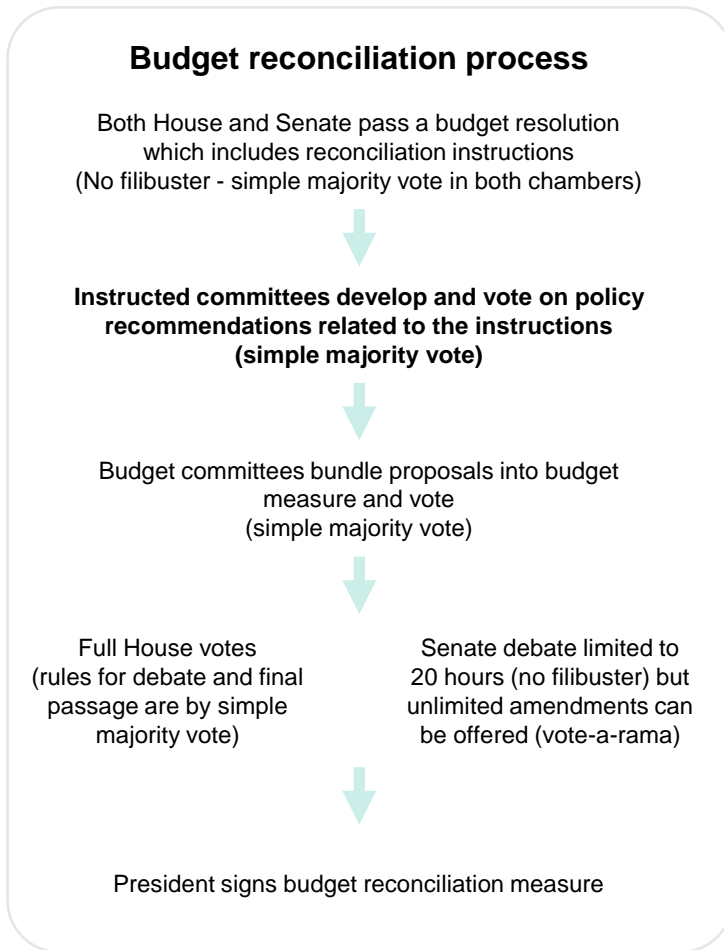 Budget reconciliation process
Both House and Senate pass a budget resolution
which includes reconciliation instructions
(No filibuster - simple majority vote in both chambers)
Instructed committees develop and vote on policy
recommendations related to the instructions
(simple majority vote)
Budget committees bundle proposals into budget
measure and vote
(simple majority vote)
Full House votes
(rules for debate and final
passage are by simple
majority vote)
Senate debate limited to
20 hours (no filibuster) but
unlimited amendments can
be offered (vote-a-rama)
President signs budget reconciliation measure